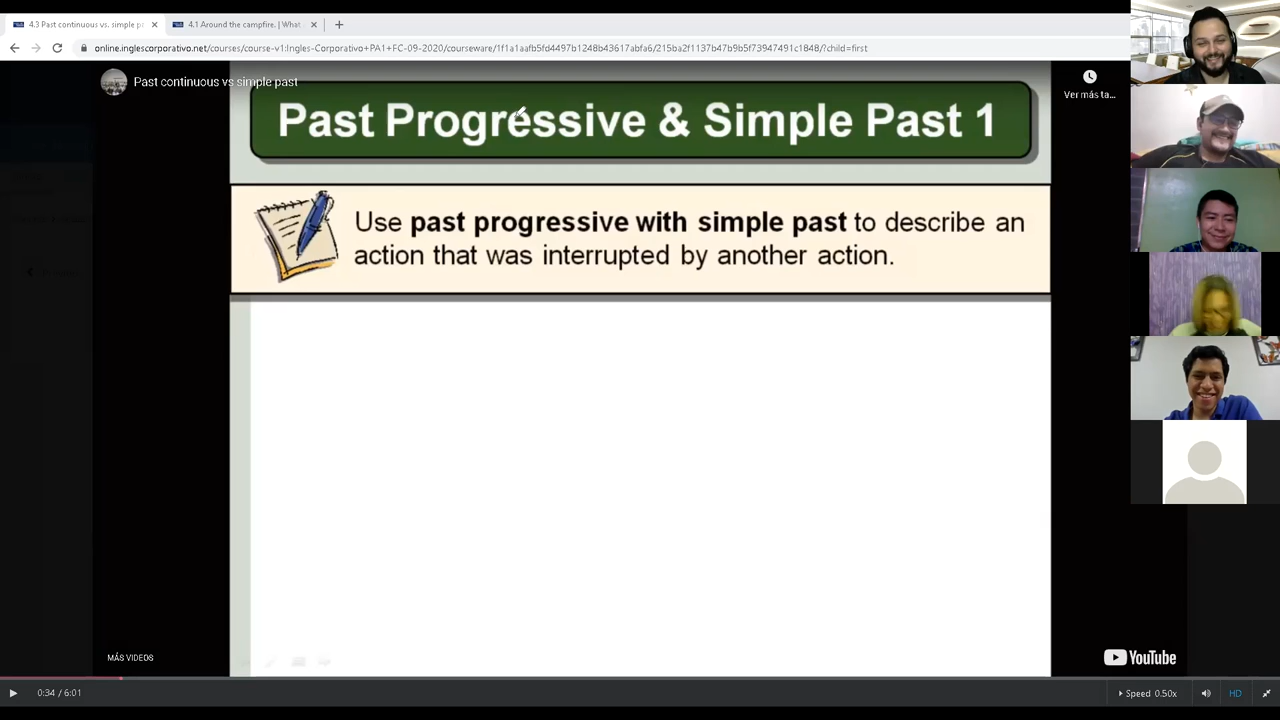 4.3 Past continuous vs. simple p
4.1 Around the campfire. | What
online.inglescorporativo.net/courses/course-v1:Ingles-Corporativo+PA1+FC-09-2020/courseware/1f1a1aafb5fd4497b1248b43617abfa6/215ba2f1137b47b9b5f73947491c1848/?child=first
Past continuous vs simple past
Ver más ta...
Past Progressive & Simple Past 1
Use past progressive with simple past to describe an
action that was interrupted by another action.
MÁS VIDEOS
YouTube
0:34 / 6:01
Speed 0.50x
HD